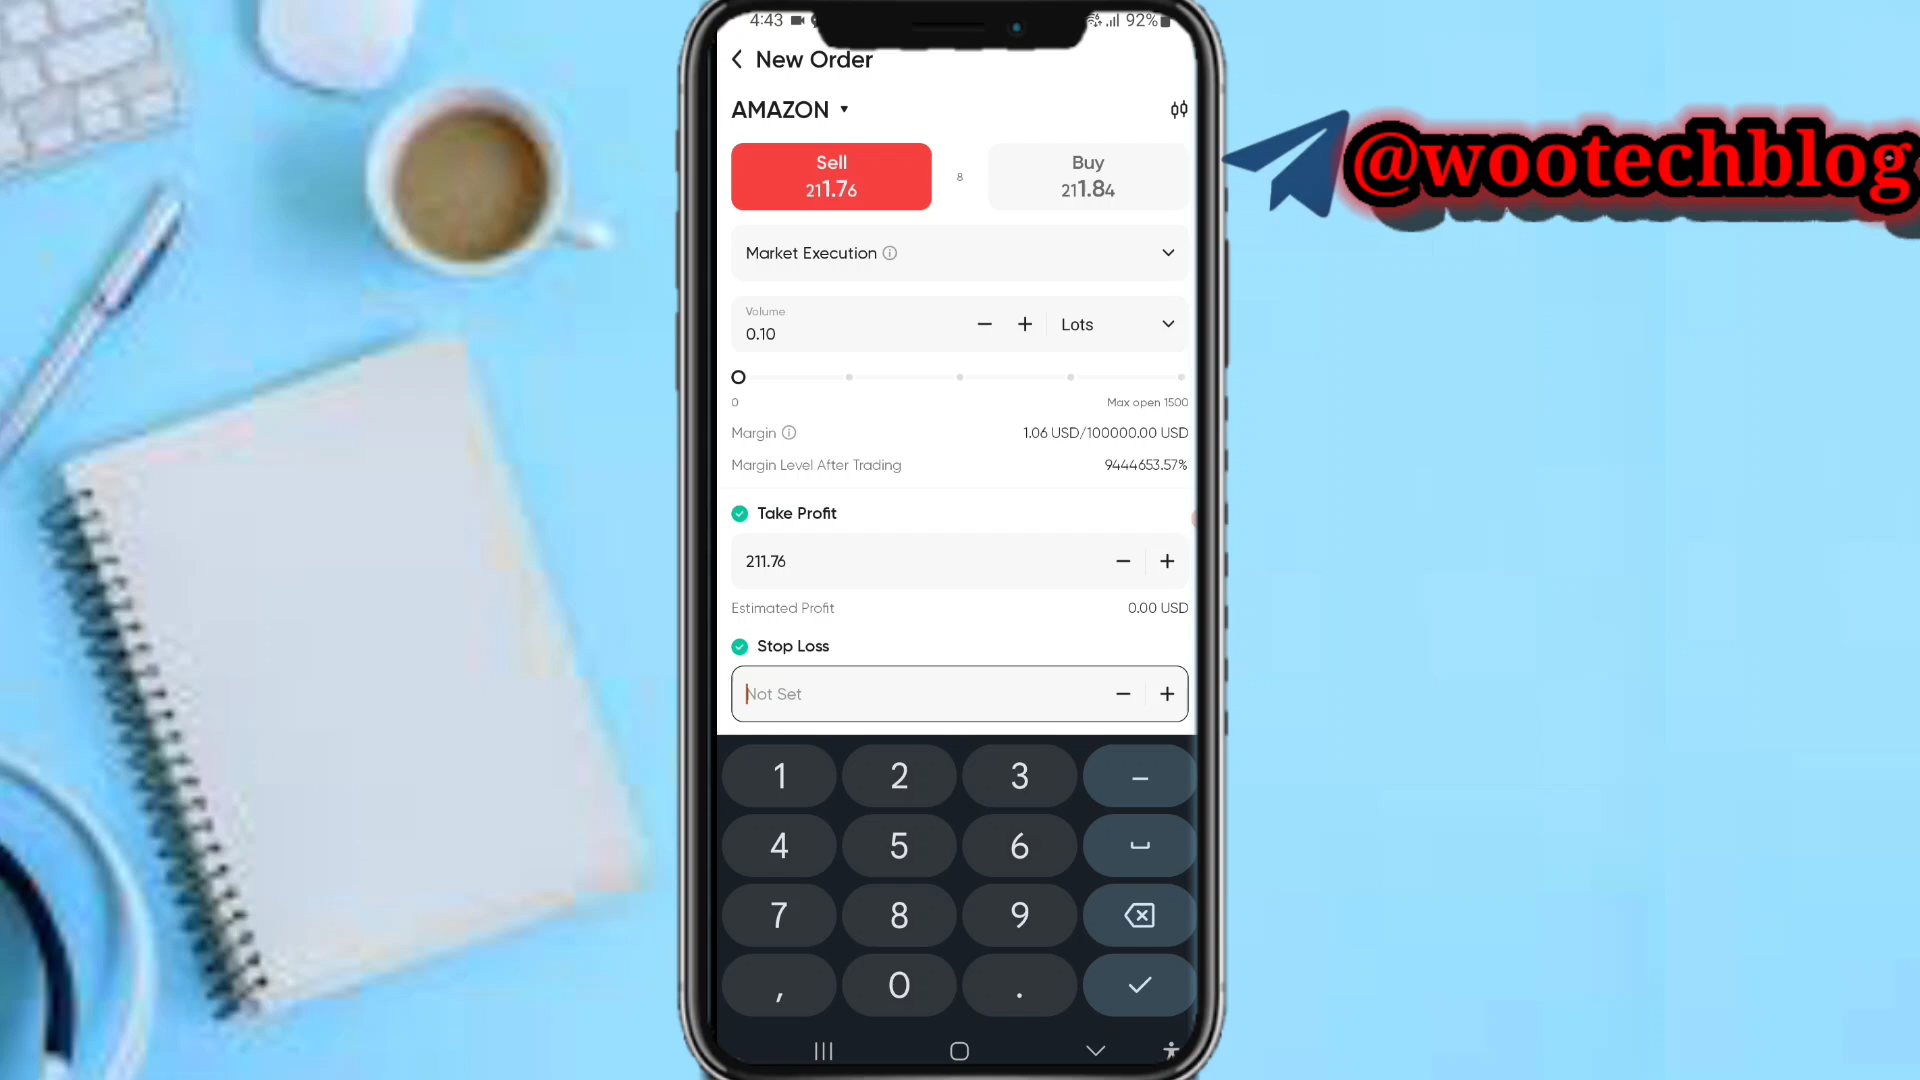 4:43
92%
New Order
AMAZON
Sell
211.76
8
Buy
211.84
Market Execution
Volume
0.10
Lots
0
Max open 1500
Margin
1.06 USD/100000.00 USD
Margin Level After Trading
9444653.57%
Take Profit
211.76
Estimated Profit
0.00 USD
Stop Loss
Not Set
1 2 3 –
4 5 6
7 8 9
, 0 .
@wootechblog